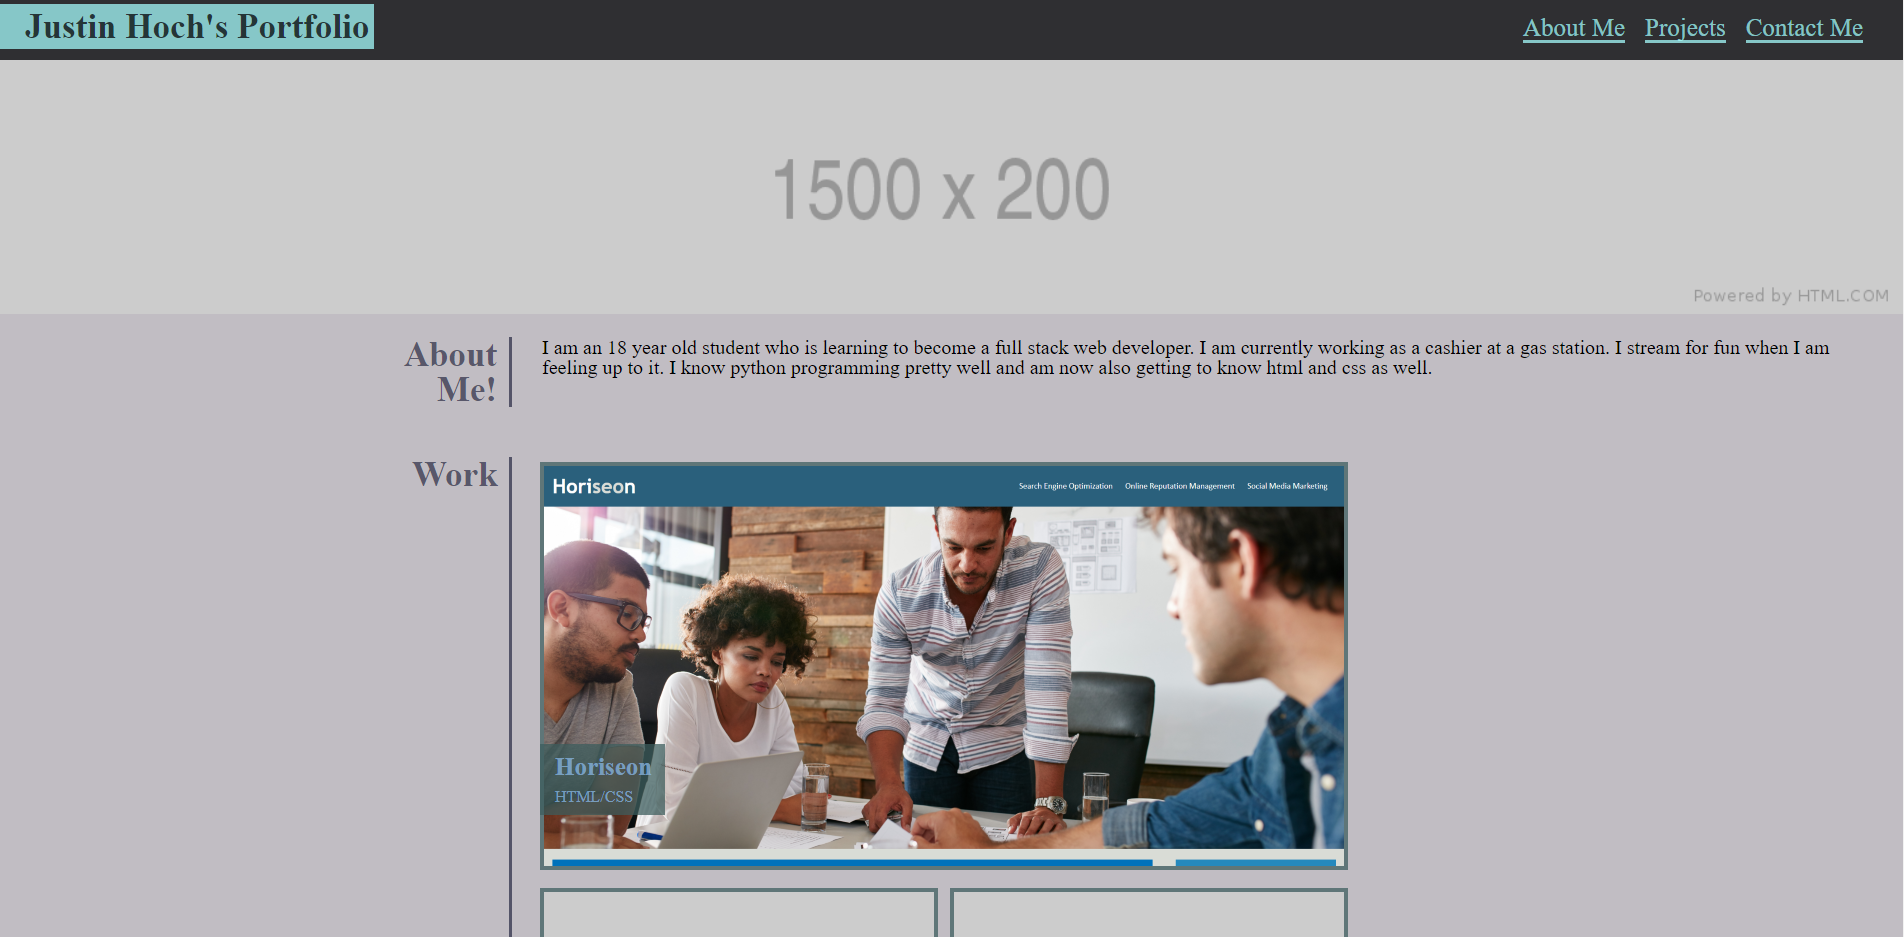 Justin Hoch's Portfolio
About Me Projects Contact Me
1500 x 200
Powered by HTML.COM
About
Me!
I am an 18 year old student who is learning to become a full stack web developer. I am currently working as a cashier at a gas station. I stream for fun when I am
feeling up to it. I know python programming pretty well and am now also getting to know html and css as well.
Work
Horiseon
Search Engine Optimization Online Reputation Management Social Media Marketing
Horiseon
HTML/CSS